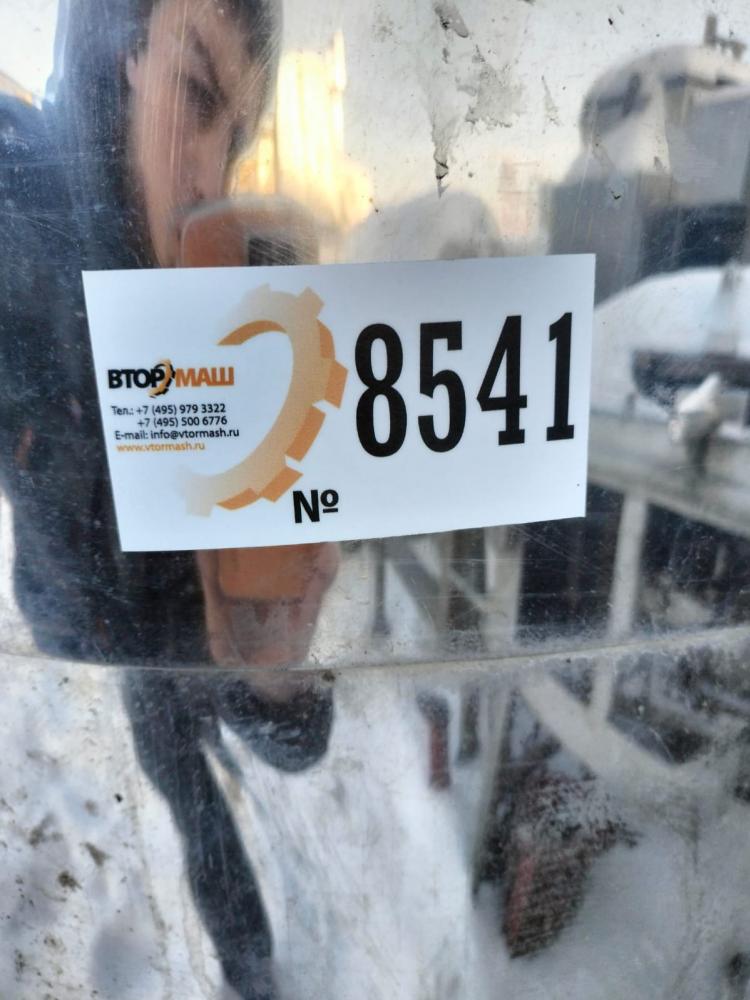 ВТОРМАШ
Тел.: +7 (495) 979 3322
+7 (495) 500 6776
E-mail: info@vtormash.ru
www.vtormash.ru
№ 8541